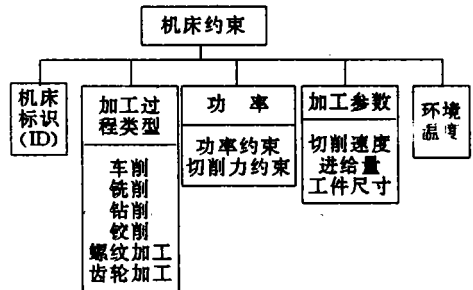 机床约束
机床
标识
(ID)
加工过
程类型
车削
铣削
钻削
铰削
螺纹加工
齿轮加工
功 率
功率约束
切削力约束
加工参数
切削速度
进给量
工件尺寸
环境
温度